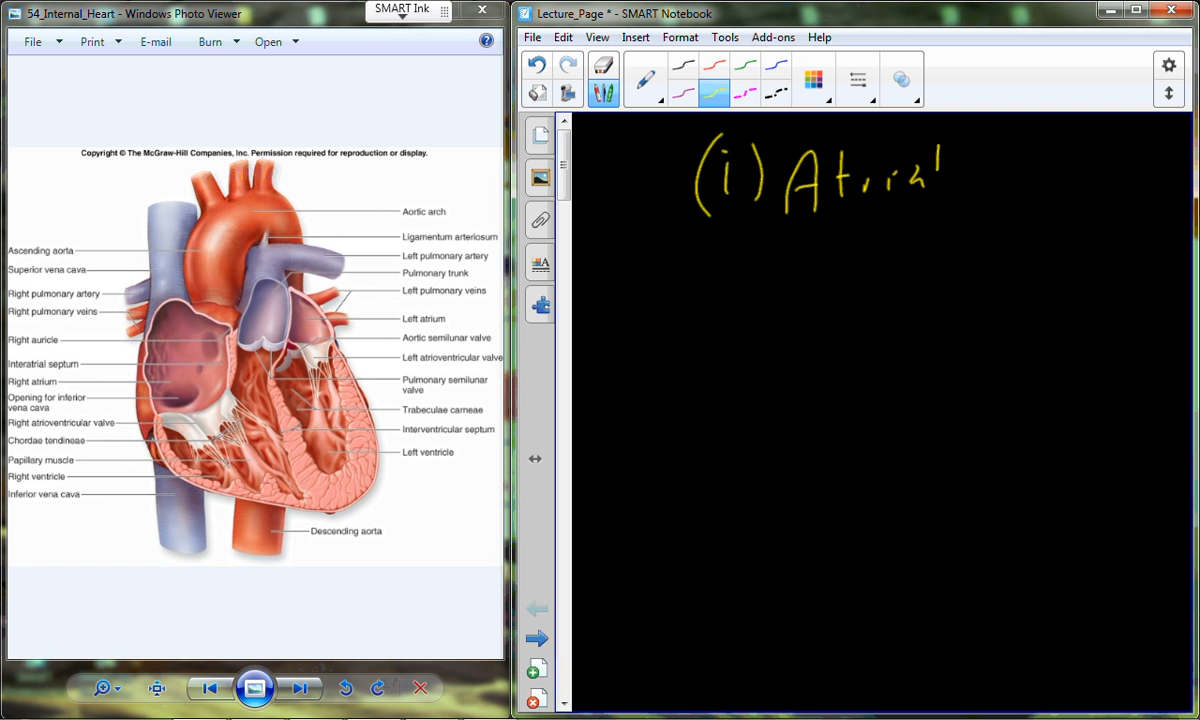 54_Internal_Heart - Windows Photo Viewer
SMART Ink
File Print E-mail Burn Open
Copyright © The McGraw-Hill Companies, Inc. Permission required for reproduction or display.
Aortic arch
Ligamentum arteriosum
Ascending aorta
Left pulmonary artery
Superior vena cava
Pulmonary trunk
Right pulmonary artery
Left pulmonary veins
Right pulmonary veins
Left atrium
Right auricle
Aortic semilunar valve
Left atrioventricular valve
Interatrial septum
Right atrium
Pulmonary semilunar
valve
Opening for inferior
vena cava
Trabeculae carneae
Right atrioventricular valve
Interventricular septum
Chordae tendineae
Left ventricle
Papillary muscle
Right ventricle
Inferior vena cava
Descending aorta
Lecture_Page * - SMART Notebook
File Edit View Insert Format Tools Add-ons Help
(i) Atrial